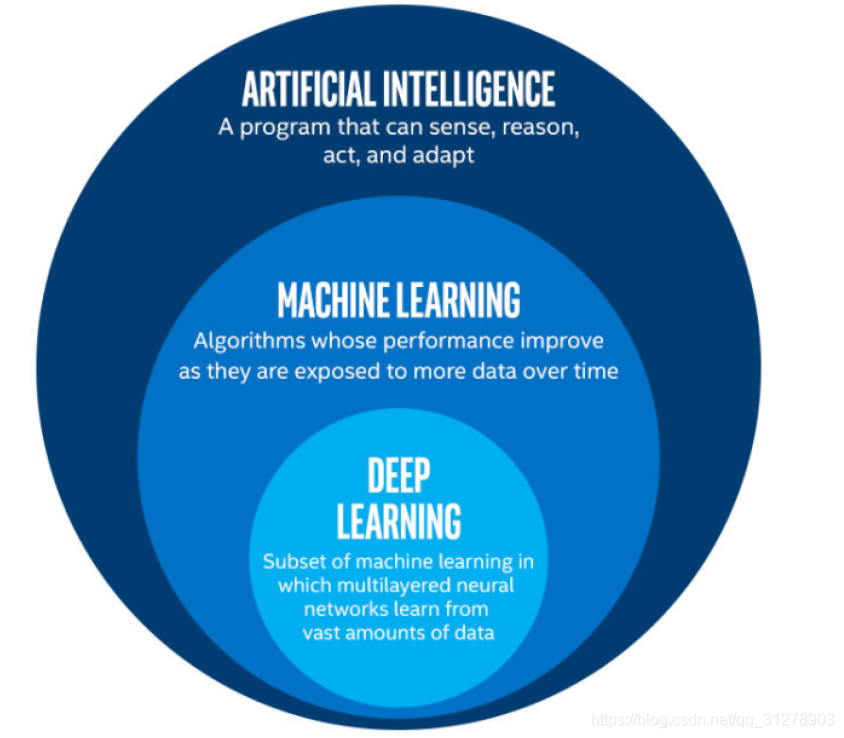 ARTIFICIAL INTELLIGENCE
A program that can sense, reason,
act, and adapt
MACHINE LEARNING
Algorithms whose performance improve
as they are exposed to more data over time
DEEP
LEARNING
Subset of machine learning in
which multilayered neural
networks learn from
vast amounts of data
https://blog.csdn.net/qq_31278903